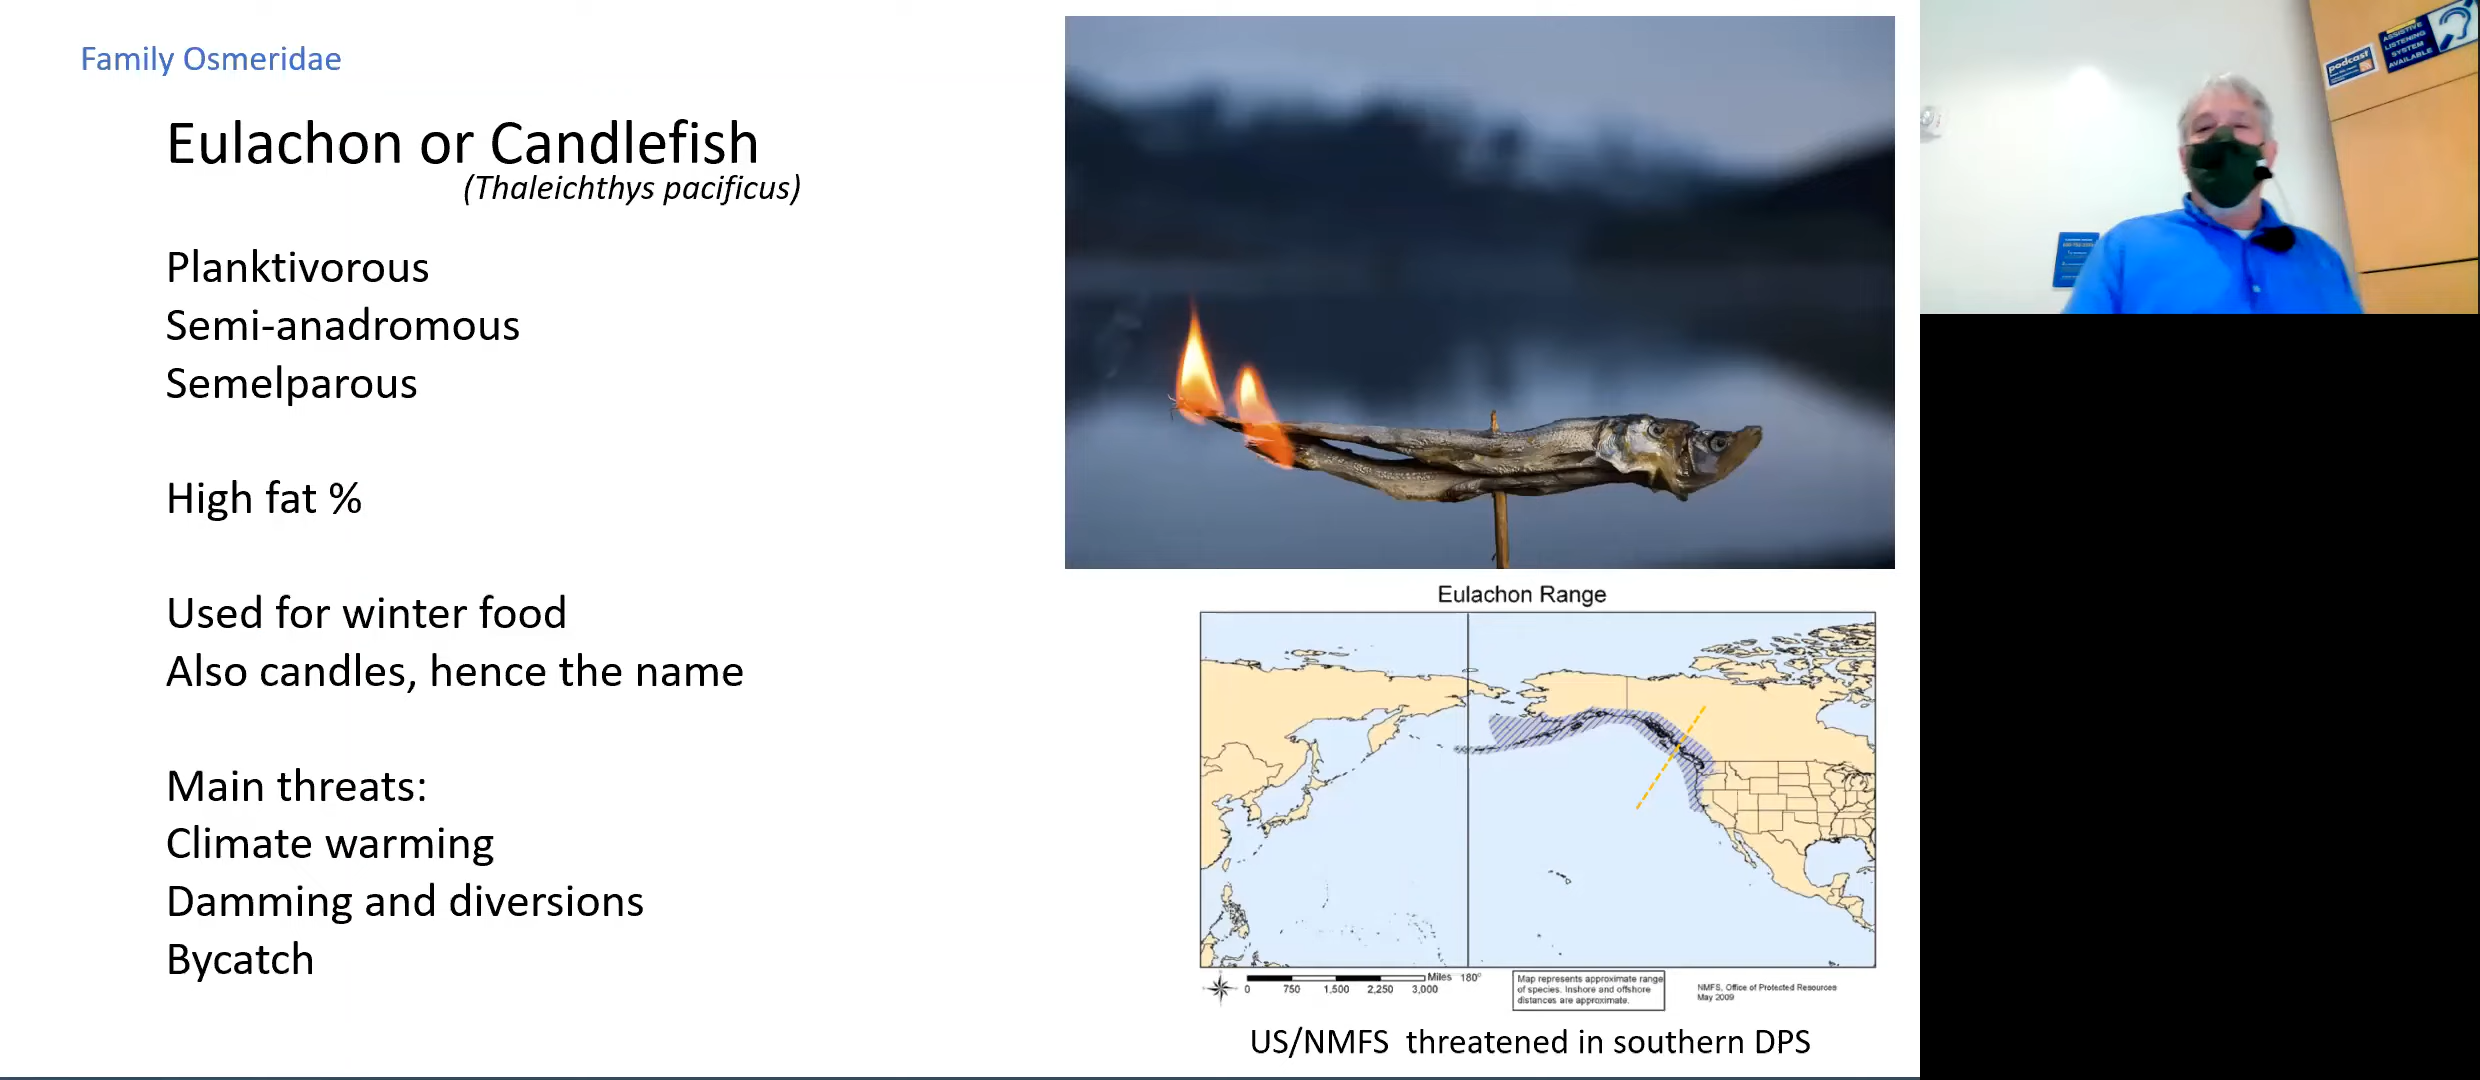 Family Osmeridae
Eulachon or Candlefish
(Thaleichthys pacificus)
Planktivorous
Semi-anadromous
Semelparous
High fat %
Used for winter food
Also candles, hence the name
Main threats:
Climate warming
Damming and diversions
Bycatch
Eulachon Range
Miles 180°
0 750 1,500 2,250 3,000
Map represents approximate range
of species. Inshore and offshore
distances are approximate.
NMFS, Office of Protected Resources
May 2009
US/NMFS threatened in southern DPS
podcast
ASSISTIVE
LISTENING
SYSTEM
AVAILABLE